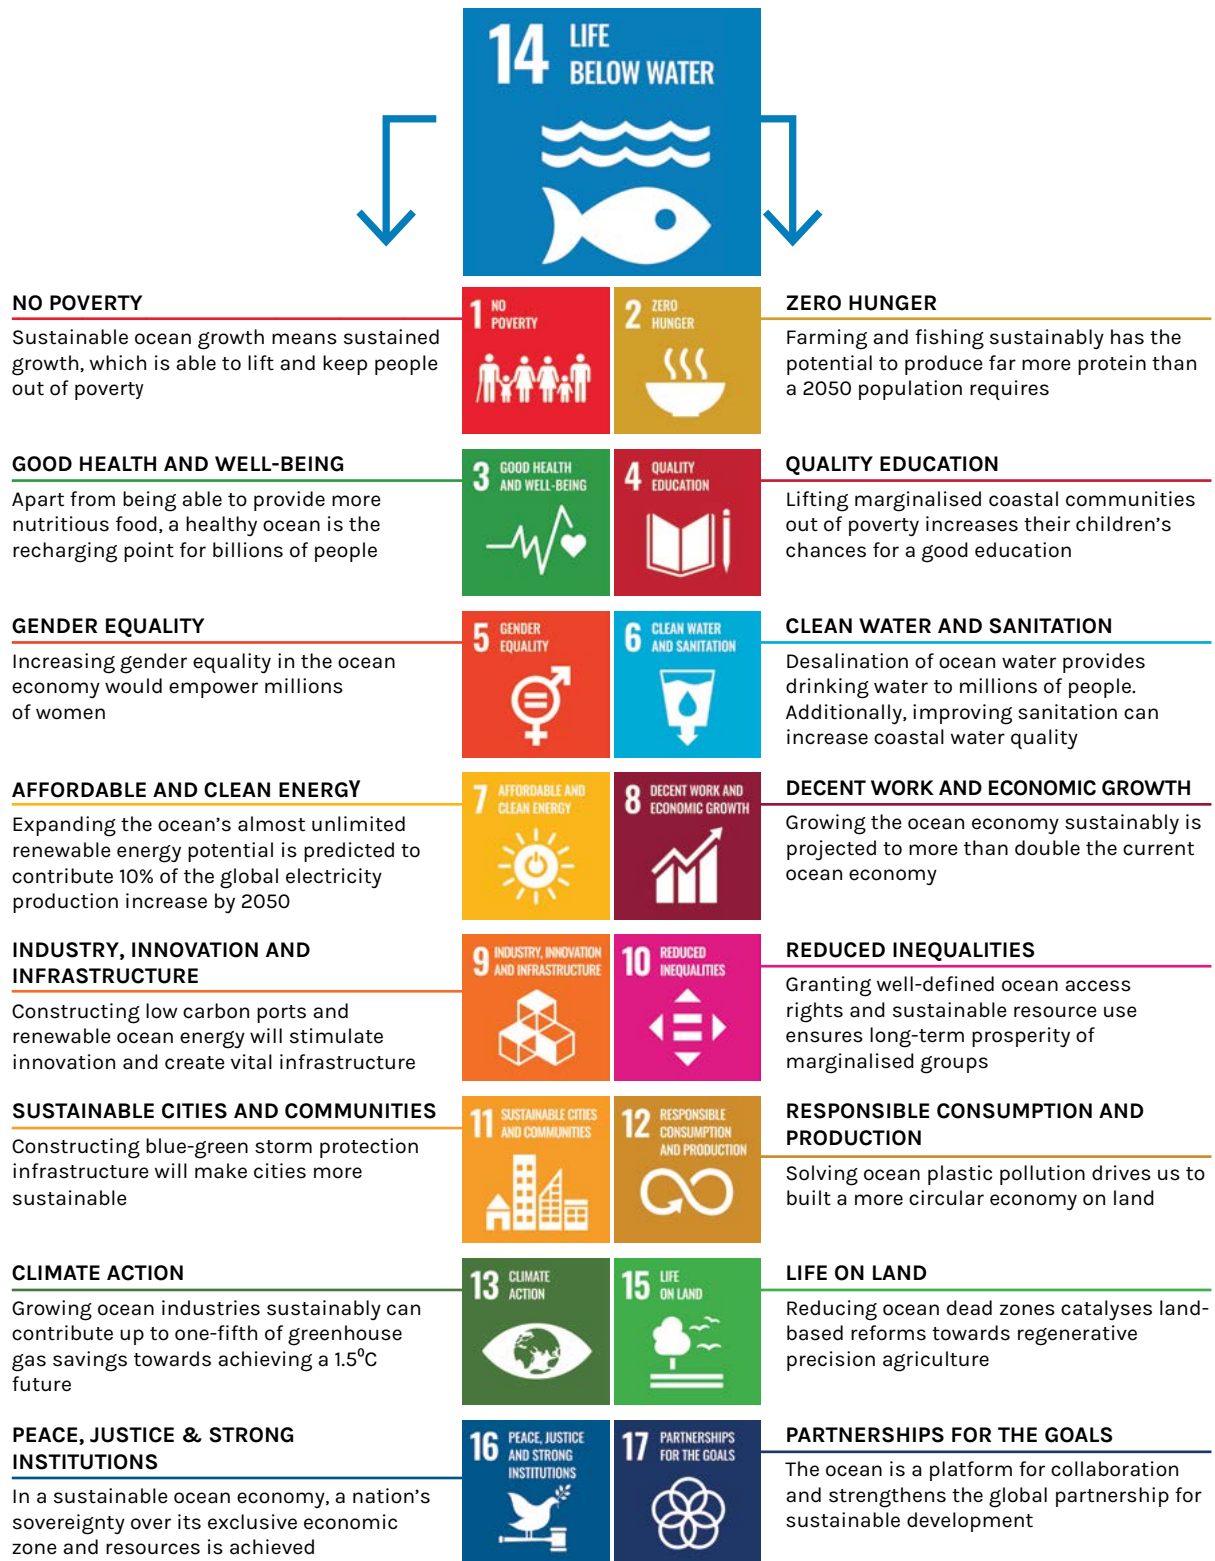 14 LIFE
BELOW WATER
NO POVERTY
Sustainable ocean growth means sustained
growth, which is able to lift and keep people
out of poverty
1 NO
POVERTY
2 ZERO
HUNGER
ZERO HUNGER
Farming and fishing sustainably has the
potential to produce far more protein than
a 2050 population requires
GOOD HEALTH AND WELL-BEING
Apart from being able to provide more
nutritious food, a healthy ocean is the
recharging point for billions of people
3 GOOD HEALTH
AND WELL-BEING
4 QUALITY
EDUCATION
QUALITY EDUCATION
Lifting marginalised coastal communities
out of poverty increases their children’s
chances for a good education
GENDER EQUALITY
Increasing gender equality in the ocean
economy would empower millions
of women
5 GENDER
EQUALITY
6 CLEAN WATER
AND SANITATION
CLEAN WATER AND SANITATION
Desalination of ocean water provides
drinking water to millions of people.
Additionally, improving sanitation can
increase coastal water quality
AFFORDABLE AND CLEAN ENERGY
Expanding the ocean’s almost unlimited
renewable energy potential is predicted to
contribute 10% of the global electricity
production increase by 2050
7 AFFORDABLE AND
CLEAN ENERGY
8 DECENT WORK AND
ECONOMIC GROWTH
DECENT WORK AND ECONOMIC GROWTH
Growing the ocean economy sustainably is
projected to more than double the current
ocean economy
INDUSTRY, INNOVATION AND
INFRASTRUCTURE
Constructing low carbon ports and
renewable ocean energy will stimulate
innovation and create vital infrastructure
9 INDUSTRY, INNOVATION
AND INFRASTRUCTURE
10 REDUCED
INEQUALITIES
REDUCED INEQUALITIES
Granting well-defined ocean access
rights and sustainable resource use
ensures long-term prosperity of
marginalised groups
SUSTAINABLE CITIES AND COMMUNITIES
Constructing blue-green storm protection
infrastructure will make cities more
sustainable
11 SUSTAINABLE CITIES
AND COMMUNITIES
12 RESPONSIBLE
CONSUMPTION
AND PRODUCTION
RESPONSIBLE CONSUMPTION AND
PRODUCTION
Solving ocean plastic pollution drives us to
built a more circular economy on land
CLIMATE ACTION
Growing ocean industries sustainably can
contribute up to one-fifth of greenhouse
gas savings towards achieving a 1.5⁰C
future
13 CLIMATE
ACTION
15 LIFE
ON LAND
LIFE ON LAND
Reducing ocean dead zones catalyses land-
based reforms towards regenerative
precision agriculture
PEACE, JUSTICE & STRONG
INSTITUTIONS
In a sustainable ocean economy, a nation’s
sovereignty over its exclusive economic
zone and resources is achieved
16 PEACE, JUSTICE
AND STRONG
INSTITUTIONS
17 PARTNERSHIPS
FOR THE GOALS
PARTNERSHIPS FOR THE GOALS
The ocean is a platform for collaboration
and strengthens the global partnership for
sustainable development